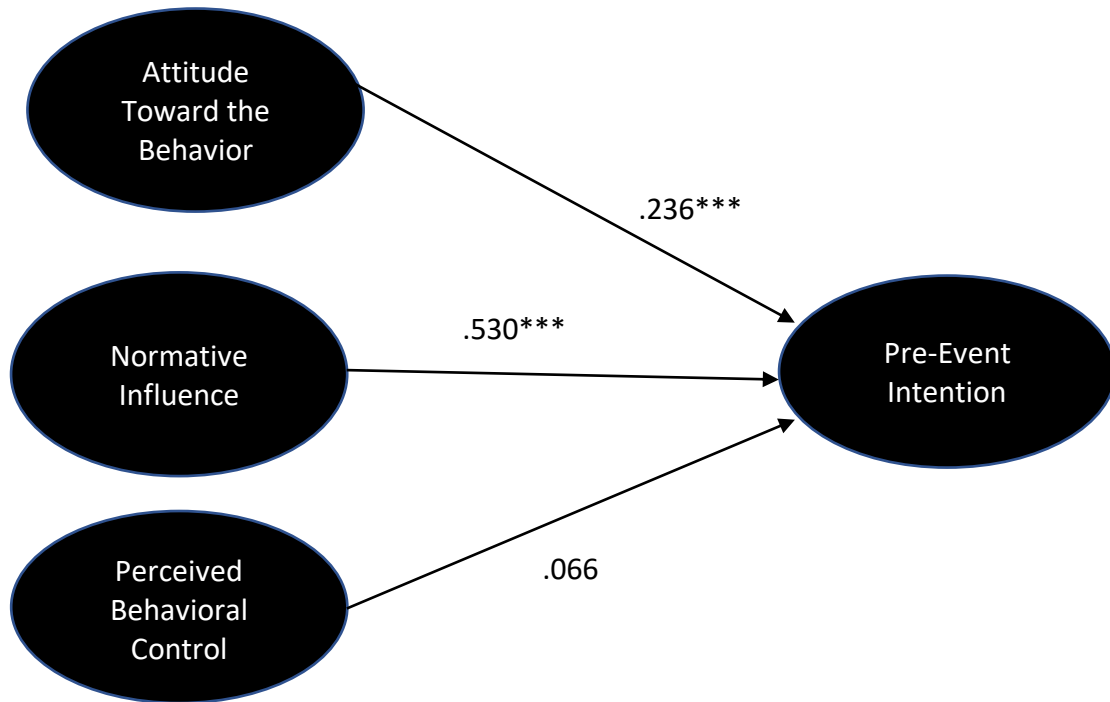 Attitude
Toward the
Behavior
.236***
Normative
Influence
.530***
Pre-Event
Intention
Perceived
Behavioral
Control
.066